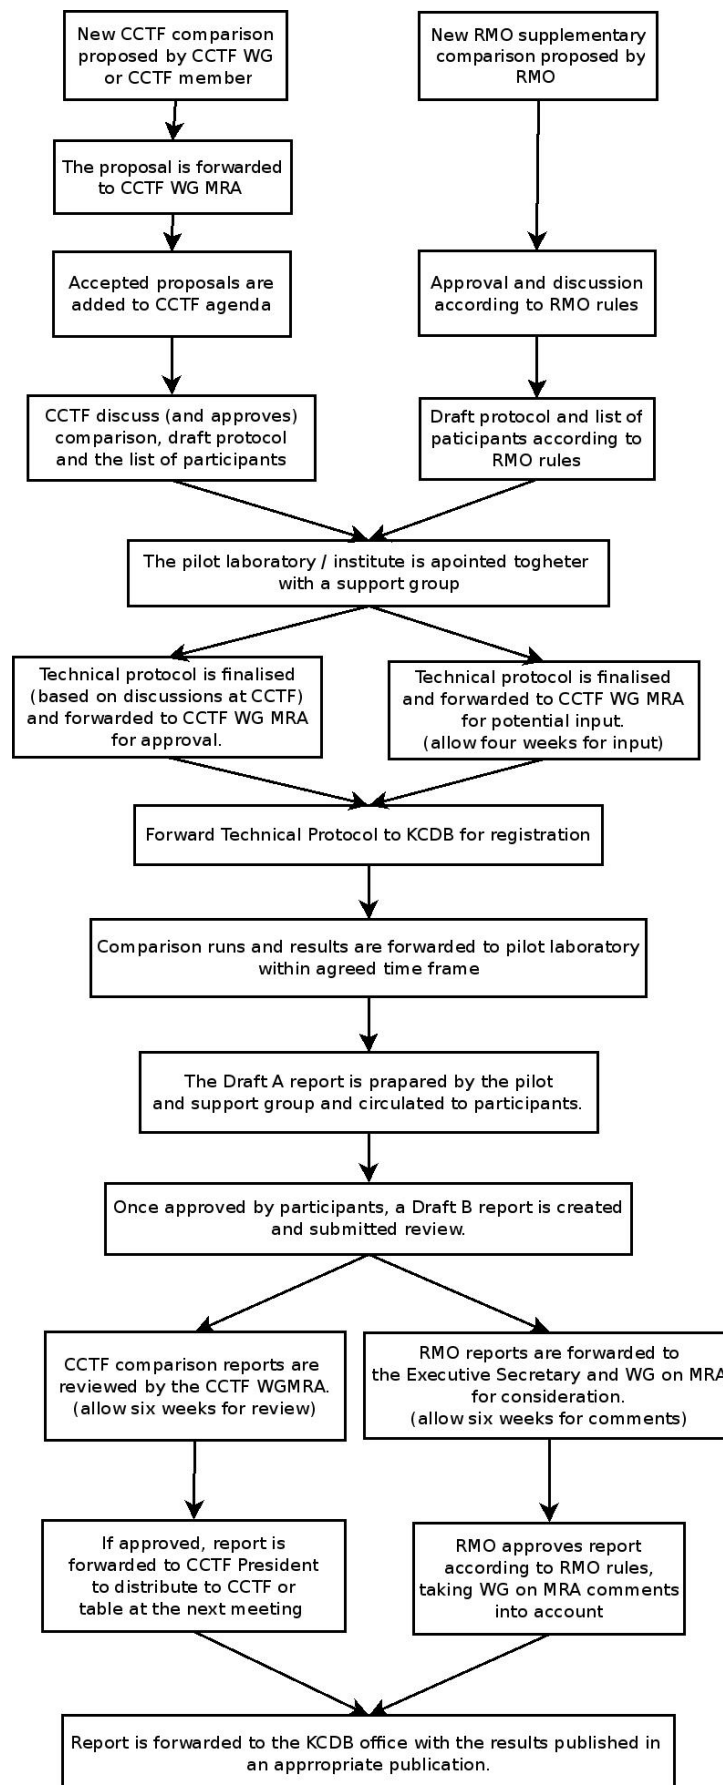 New CCTF comparison
proposed by CCTF WG
or CCTF member
New RMO supplementary
comparison proposed by
RMO
The proposal is forwarded
to CCTF WG MRA
Accepted proposals are
added to CCTF agenda
Approval and discussion
according to RMO rules
CCTF discuss (and approves)
comparison, draft protocol
and the list of participants
Draft protocol and list of
paticipants according to
RMO rules
The pilot laboratory / institute is apointed togheter
with a support group
Technical protocol is finalised
(based on discussions at CCTF)
and forwarded to CCTF WG MRA
for approval.
Technical protocol is finalised
and forwarded to CCTF WG MRA
for potential input.
(allow four weeks for input)
Forward Technical Protocol to KCDB for registration
Comparison runs and results are forwarded to pilot laboratory
within agreed time frame
The Draft A report is prapared by the pilot
and support group and circulated to participants.
Once approved by participants, a Draft B report is created
and submitted review.
CCTF comparison reports are
reviewed by the CCTF WGMRA.
(allow six weeks for review)
RMO reports are forwarded to
the Executive Secretary and WG on MRA
for consideration.
(allow six weeks for comments)
If approved, report is
forwarded to CCTF President
to distribute to CCTF or
table at the next meeting
RMO approves report
according to RMO rules,
taking WG on MRA comments
into account
Report is forwarded to the KCDB office with the results published in
an apprropriate publication.